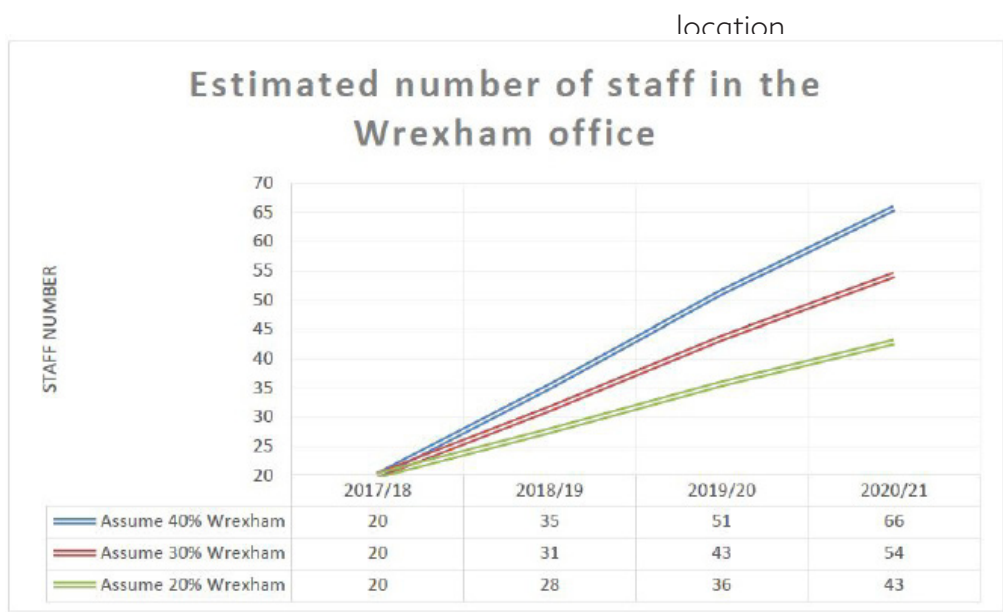 location
Estimated number of staff in the
Wrexham office
70
65
60
55
50
45
40
35
30
25
20
STAFF NUMBER
2017/18 2018/19 2019/20 2020/21
Assume 40% Wrexham 20 35 51 66
Assume 30% Wrexham 20 31 43 54
Assume 20% Wrexham 20 28 36 43